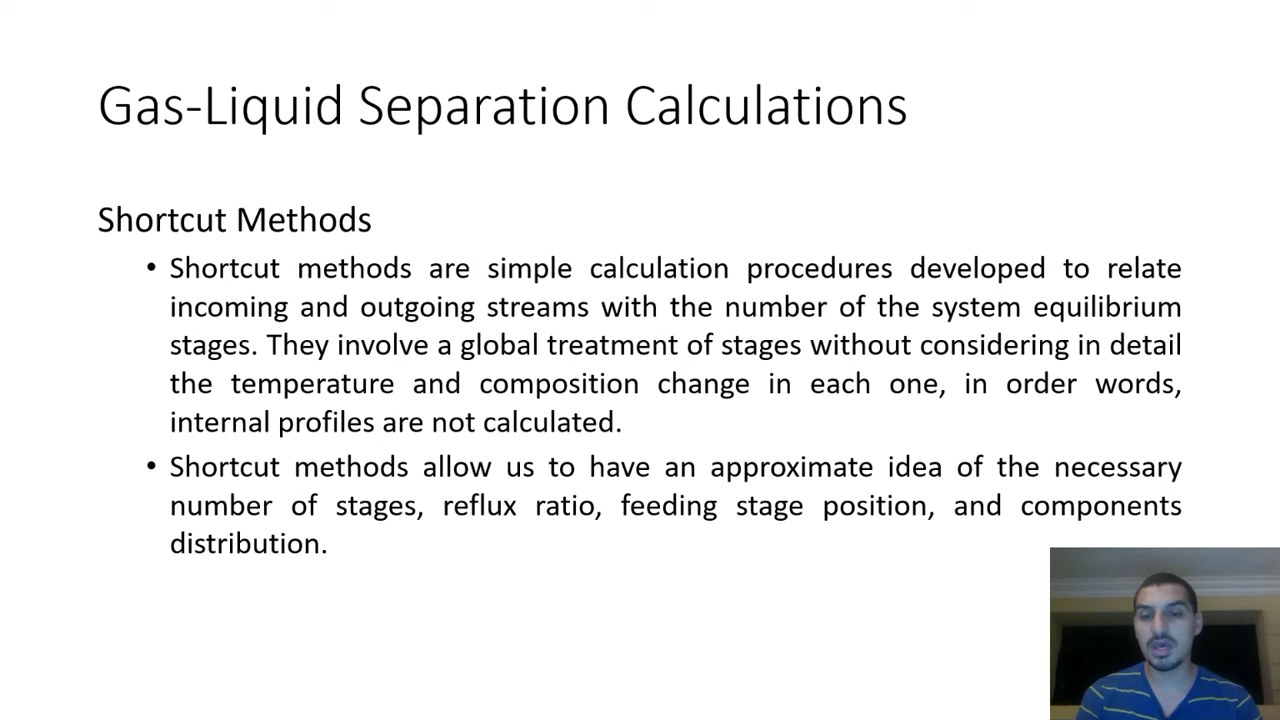 Gas-Liquid Separation Calculations
Shortcut Methods
• Shortcut methods are simple calculation procedures developed to relate
incoming and outgoing streams with the number of the system equilibrium
stages. They involve a global treatment of stages without considering in detail
the temperature and composition change in each one, in order words,
internal profiles are not calculated.
• Shortcut methods allow us to have an approximate idea of the necessary
number of stages, reflux ratio, feeding stage position, and components
distribution.